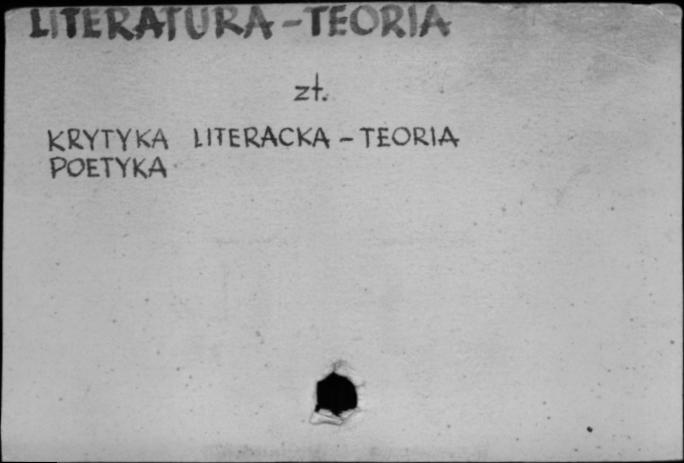 LITERATURA - TEORIA
zt.
KRYTYKA LITERACKA - TEORIA
POETYKA